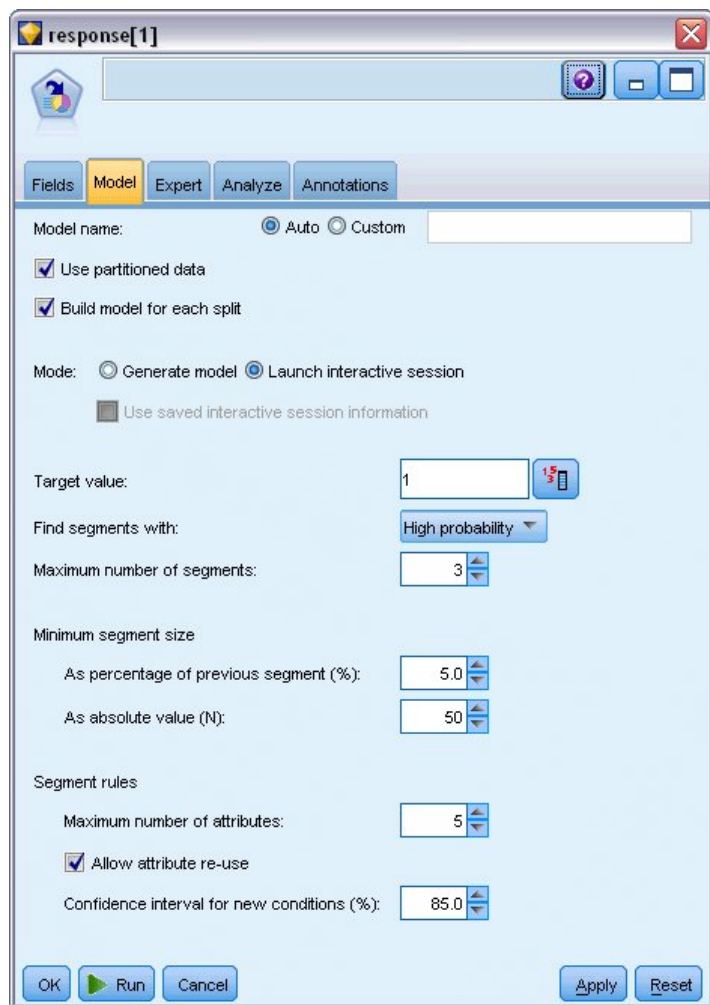 response[1]
Fields Model Expert Analyze Annotations
Model name: Auto Custom
Use partitioned data
Build model for each split
Mode: Generate model Launch interactive session
Use saved interactive session information
Target value: 1
Find segments with: High probability
Maximum number of segments: 3
Minimum segment size
As percentage of previous segment (%): 5.0
As absolute value (N): 50
Segment rules
Maximum number of attributes: 5
Allow attribute re-use
Confidence interval for new conditions (%): 85.0
OK Run Cancel Apply Reset